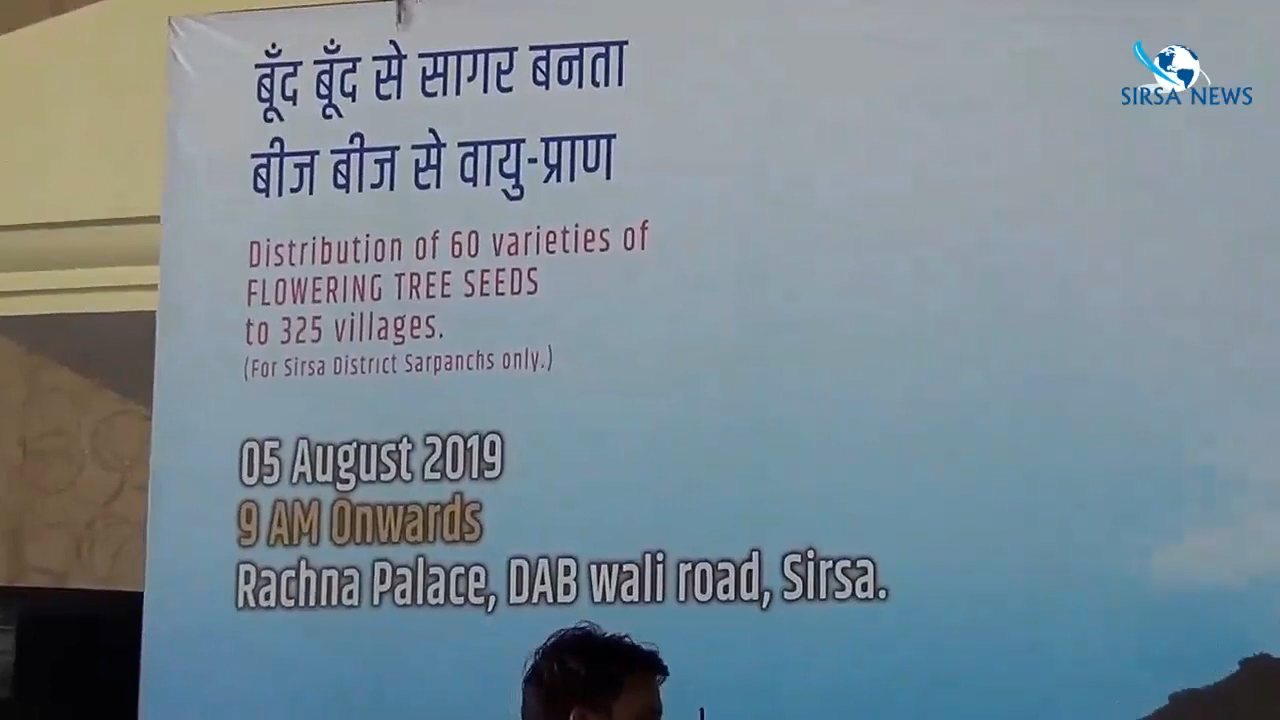 बूँद बूँद से सागर बनता
बीज बीज से वायु-प्राण
Distribution of 60 varieties of
FLOWERING TREE SEEDS
to 325 villages.
(For Sirsa District Sarpanchs only.)
05 August 2019
9 AM Onwards
Rachna Palace, DAB wali road, Sirsa.
SIRSA NEWS